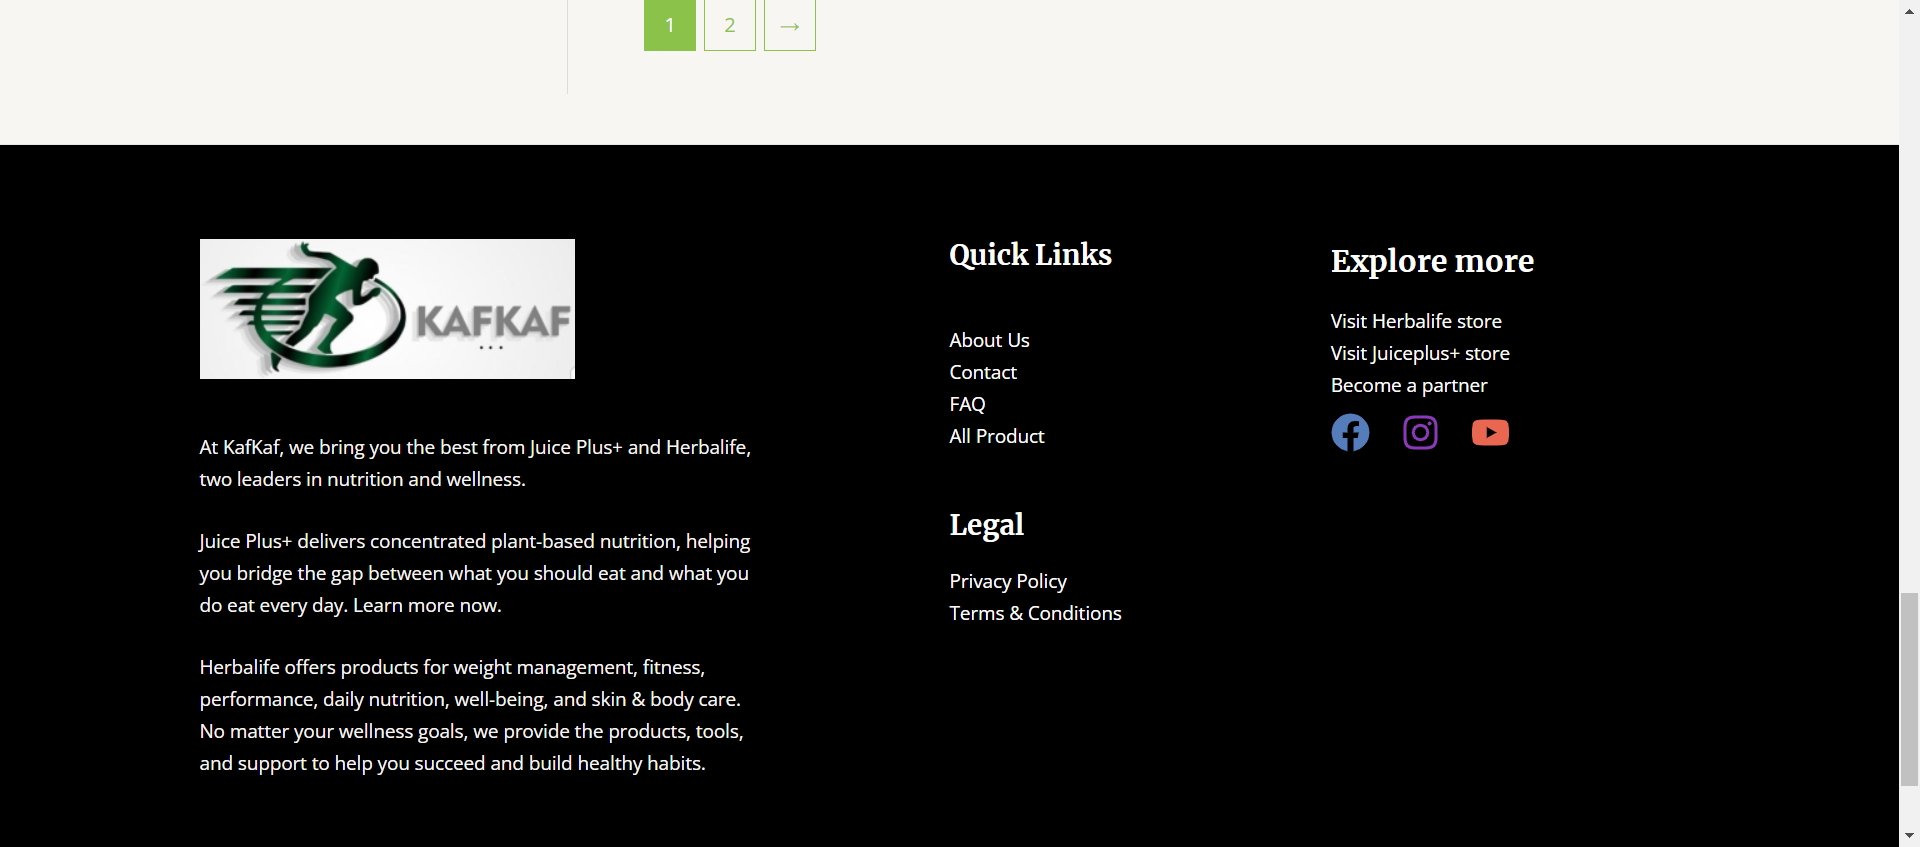 1 2 →
KAFKAF
At KafKaf, we bring you the best from Juice Plus+ and Herbalife,
two leaders in nutrition and wellness.
Juice Plus+ delivers concentrated plant-based nutrition, helping
you bridge the gap between what you should eat and what you
do eat every day. Learn more now.
Herbalife offers products for weight management, fitness,
performance, daily nutrition, well-being, and skin & body care.
No matter your wellness goals, we provide the products, tools,
and support to help you succeed and build healthy habits.
Quick Links
About Us
Contact
FAQ
All Product
Legal
Privacy Policy
Terms & Conditions
Explore more
Visit Herbalife store
Visit Juiceplus+ store
Become a partner